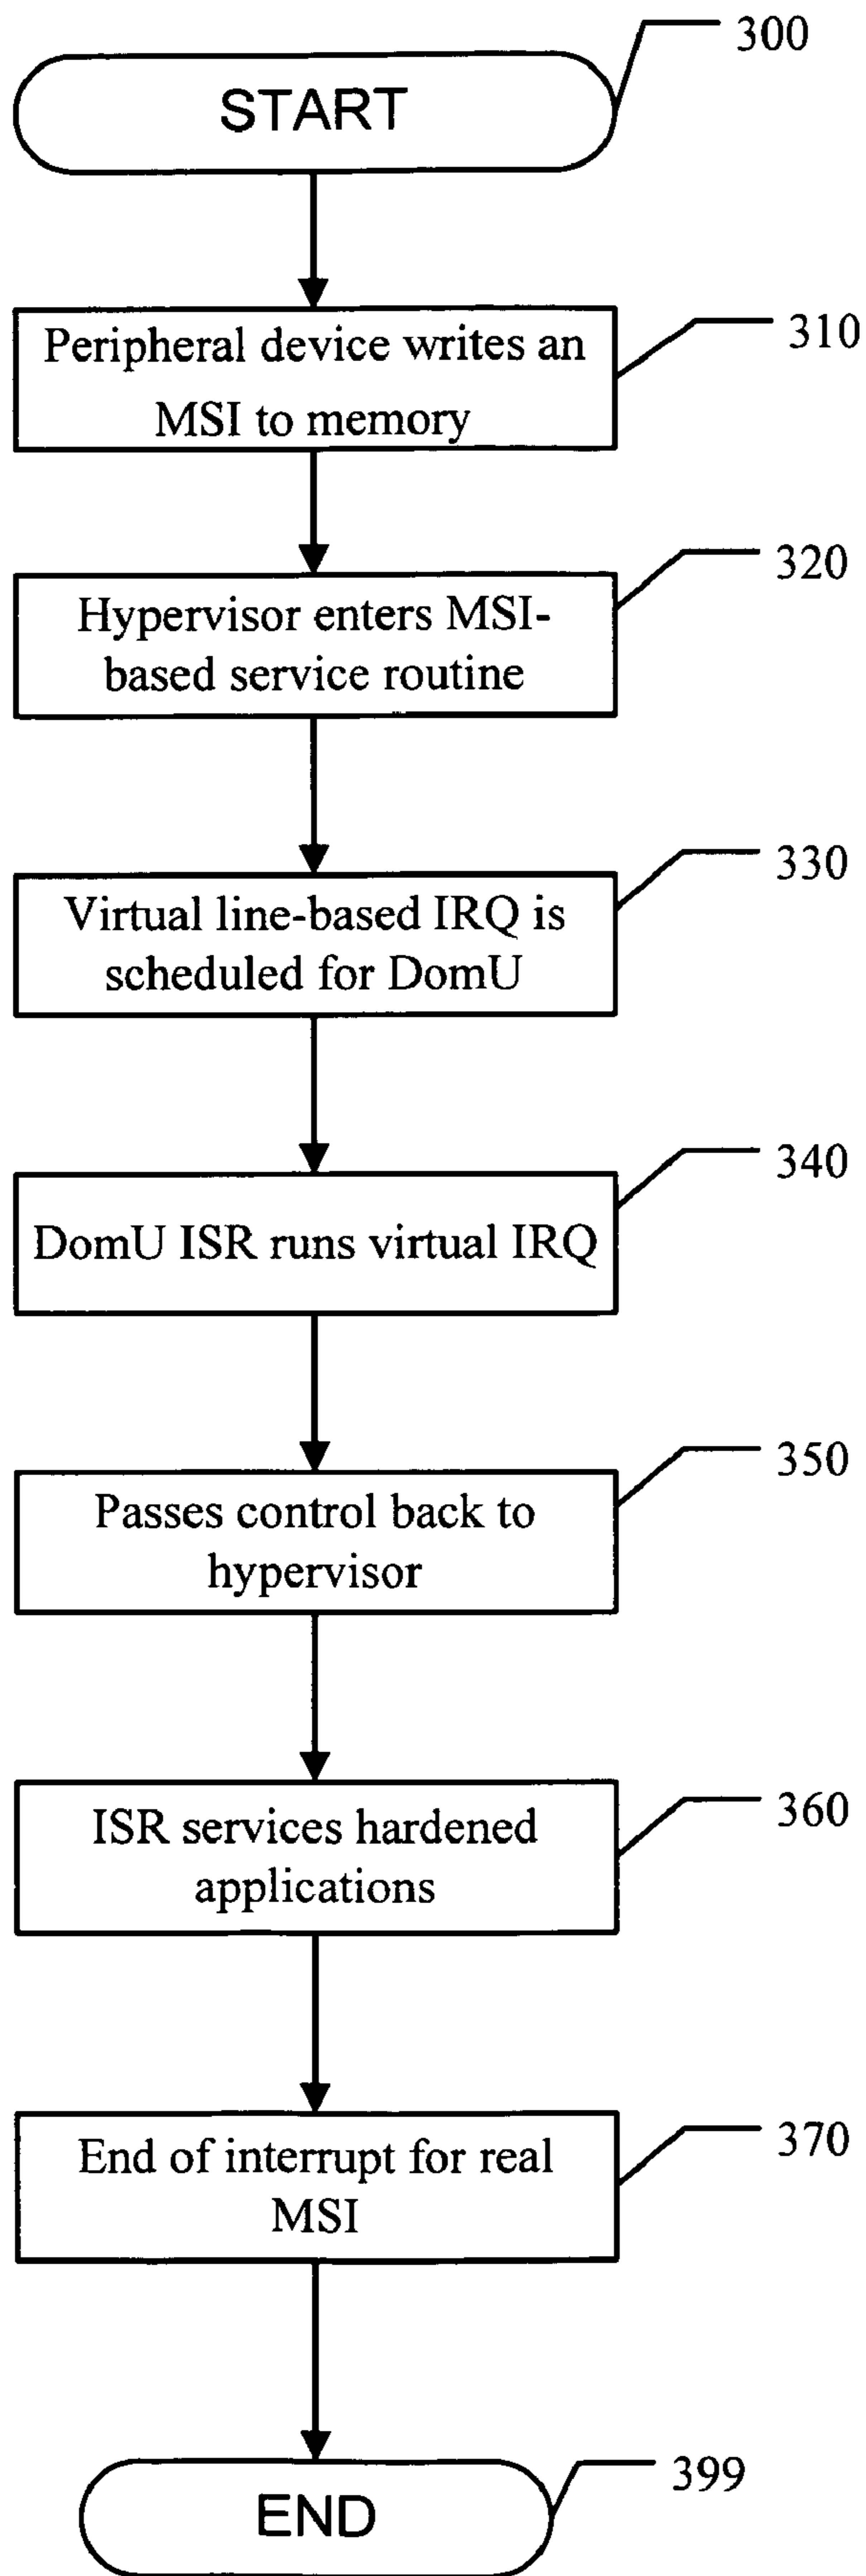 300
START
310
Peripheral device writes an
MSI to memory
320
Hypervisor enters MSI-
based service routine
330
Virtual line-based IRQ is
scheduled for DomU
340
DomU ISR runs virtual IRQ
350
Passes control back to
hypervisor
360
ISR services hardened
applications
370
End of interrupt for real
MSI
399
END